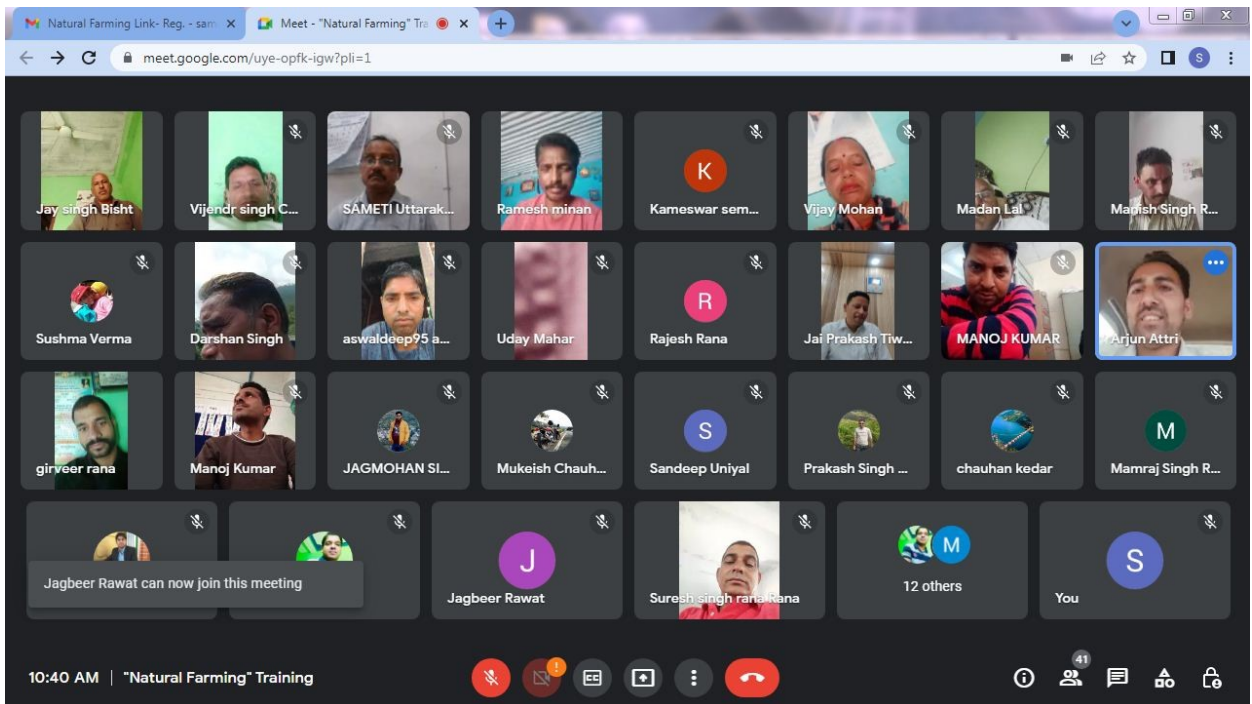 Natural Farming Link- Reg. - sam
Meet - "Natural Farming" Tra
meet.google.com/uye-opfk-igw?pli=1
S
Jay singh Bisht
Vijendr singh C...
SAMETI Uttarak...
Ramesh minan
K
Kameswar sem...
Vijay Mohan
Madan Lal
Manish Singh R...
Sushma Verma
Darshan Singh
aswaldeep95 a...
Uday Mahar
R
Rajesh Rana
Jai Prakash Tiw...
MANOJ KUMAR
Arjun Attri
girveer rana
Manoj Kumar
JAGMOHAN SI...
Mukeish Chauh...
S
Sandeep Uniyal
Prakash Singh ...
chauhan kedar
M
Mamraj Singh R...
Jagbeer Rawat can now join this meeting
J
Jagbeer Rawat
Suresh singh rana Rana
M
12 others
S
You
10:40 AM | "Natural Farming" Training
CC
41